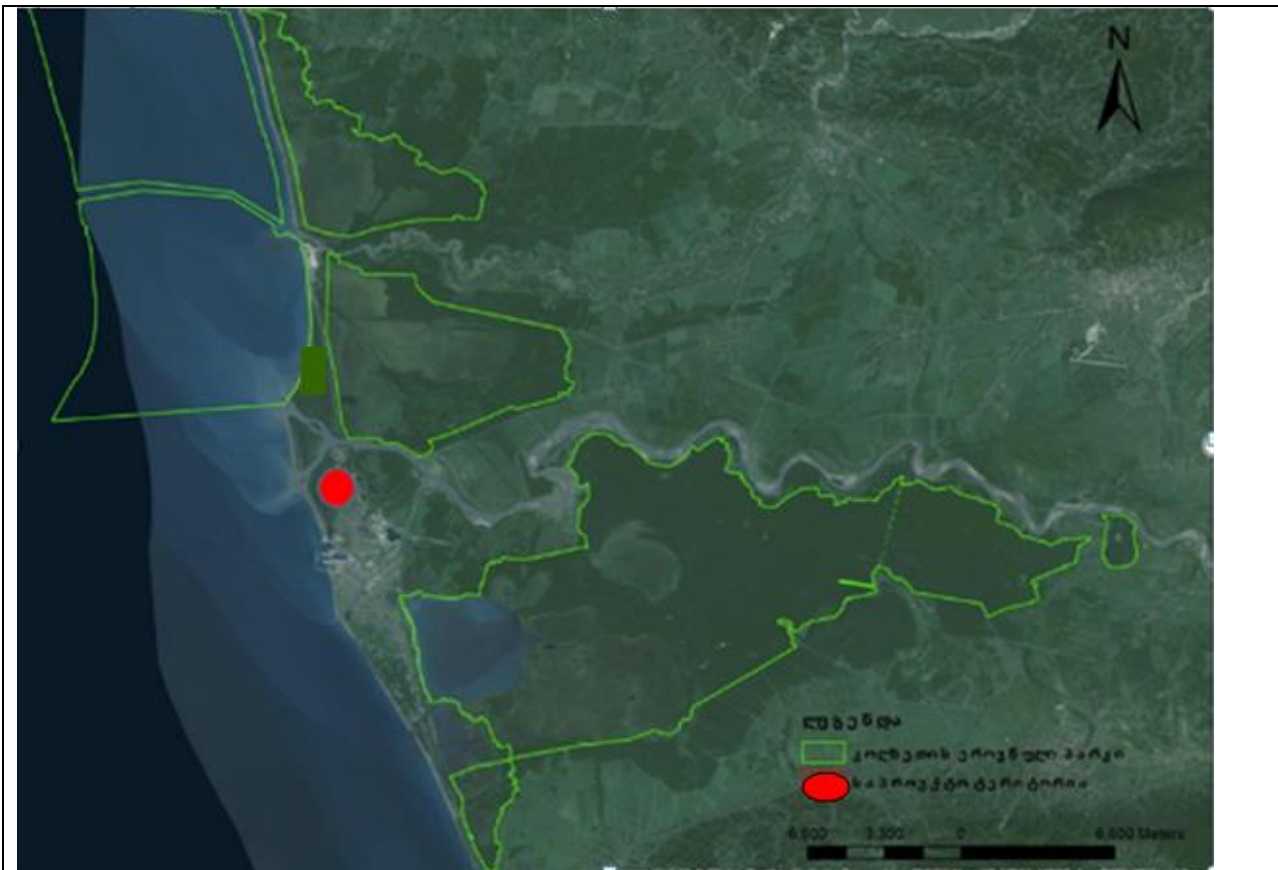 N
ლეგენდა
კოლხეთის ეროვნული პარკი
საპროექტო ტერიტორია
6,600 3,300 0 6,600 Meters